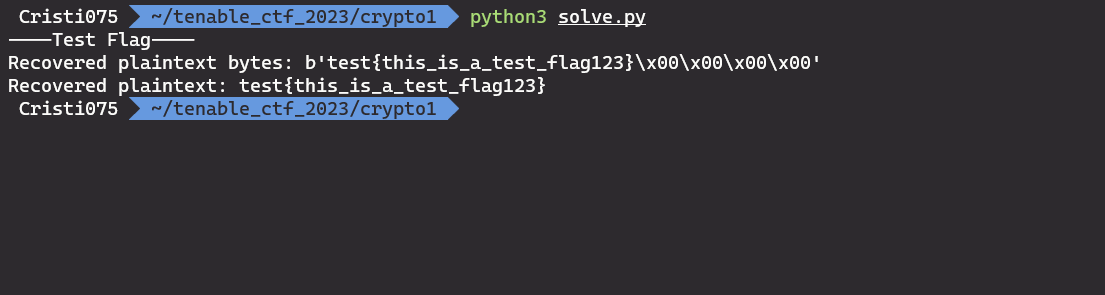 Cristi075 ~/tenable_ctf_2023/crypto1 python3 solve.py
————Test Flag————
Recovered plaintext bytes: b'test{this_is_a_test_flag123}\x00\x00\x00\x00'
Recovered plaintext: test{this_is_a_test_flag123}
Cristi075 ~/tenable_ctf_2023/crypto1